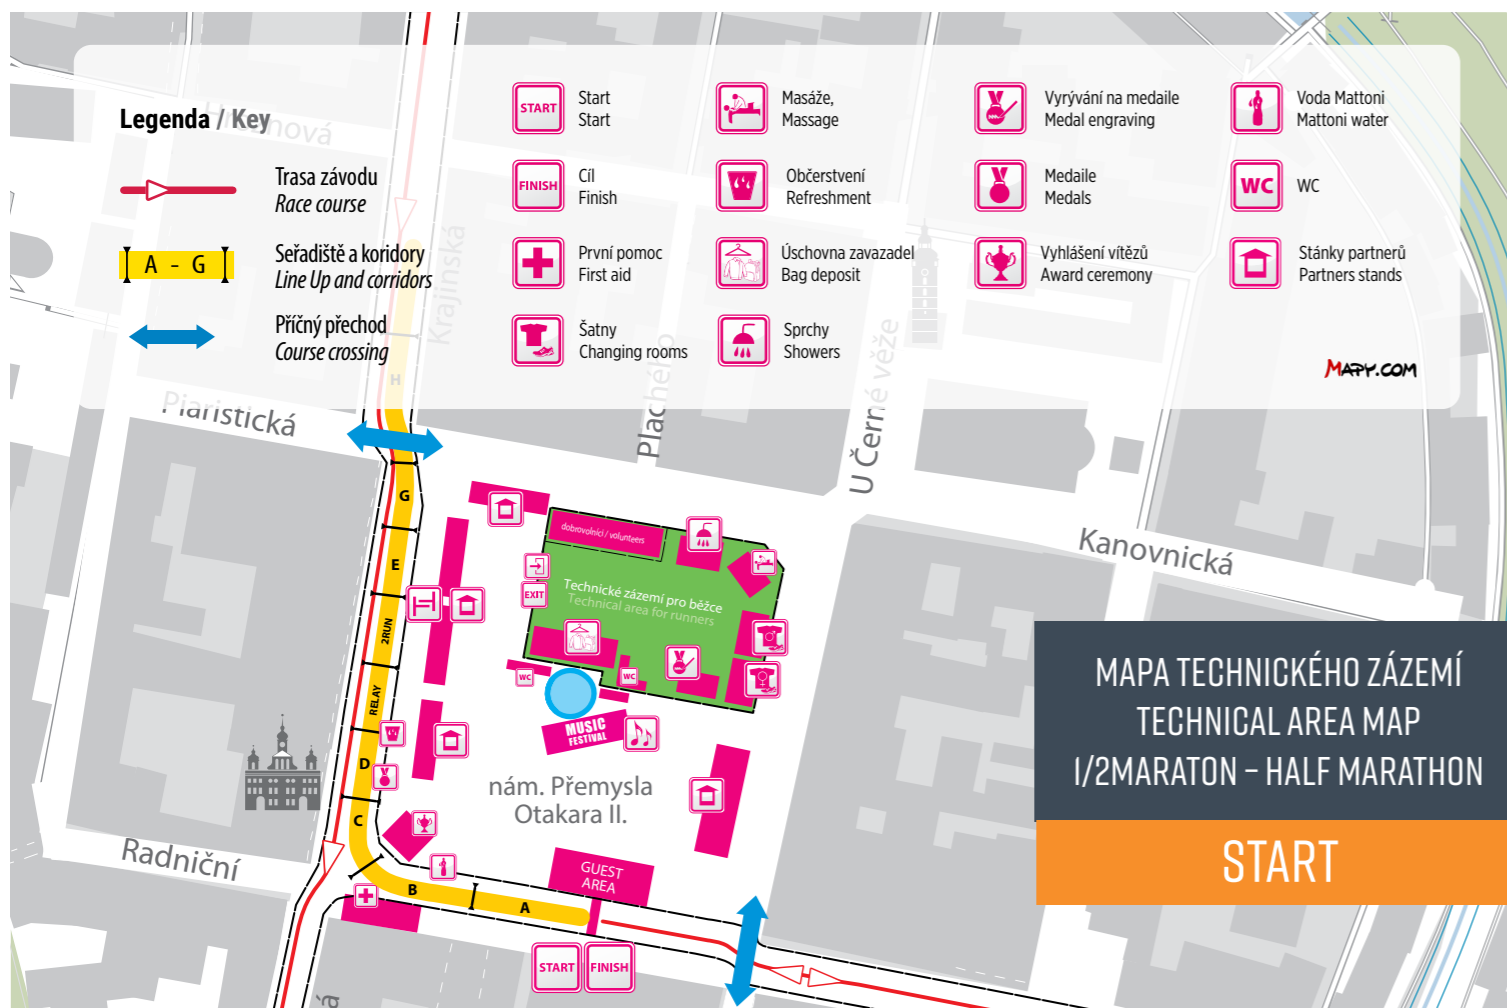 Legenda / Key
Trasa závodu
Race course
A - G
Seřadiště a koridory
Line Up and corridors
Příčný přechod
Course crossing
START
Start
Start
FINISH
Cíl
Finish
První pomoc
First aid
Šatny
Changing rooms
Masáže,
Massage
Občerstvení
Refreshment
Úschovna zavazadel
Bag deposit
Sprchy
Showers
Vyrývání na medaile
Medal engraving
Medaile
Medals
Vyhlášení vítězů
Award ceremony
Voda Mattoni
Mattoni water
WC
WC
Stánky partnerů
Partners stands
MAPY.COM
Krajinská
H
Piaristická
Plachého
U Černé věže
Kanovnická
G
E
2RUN
RELAY
D
C
B
A
dobrovolníci / volunteers
EXIT
Technické zázemí pro běžce
Technical area for runners
WC
WC
MUSIC
FESTIVAL
nám. Přemysla
Otakara II.
Radniční
GUEST
AREA
START
FINISH
MAPA TECHNICKÉHO ZÁZEMÍ
TECHNICAL AREA MAP
1/2MARATON – HALF MARATHON
START